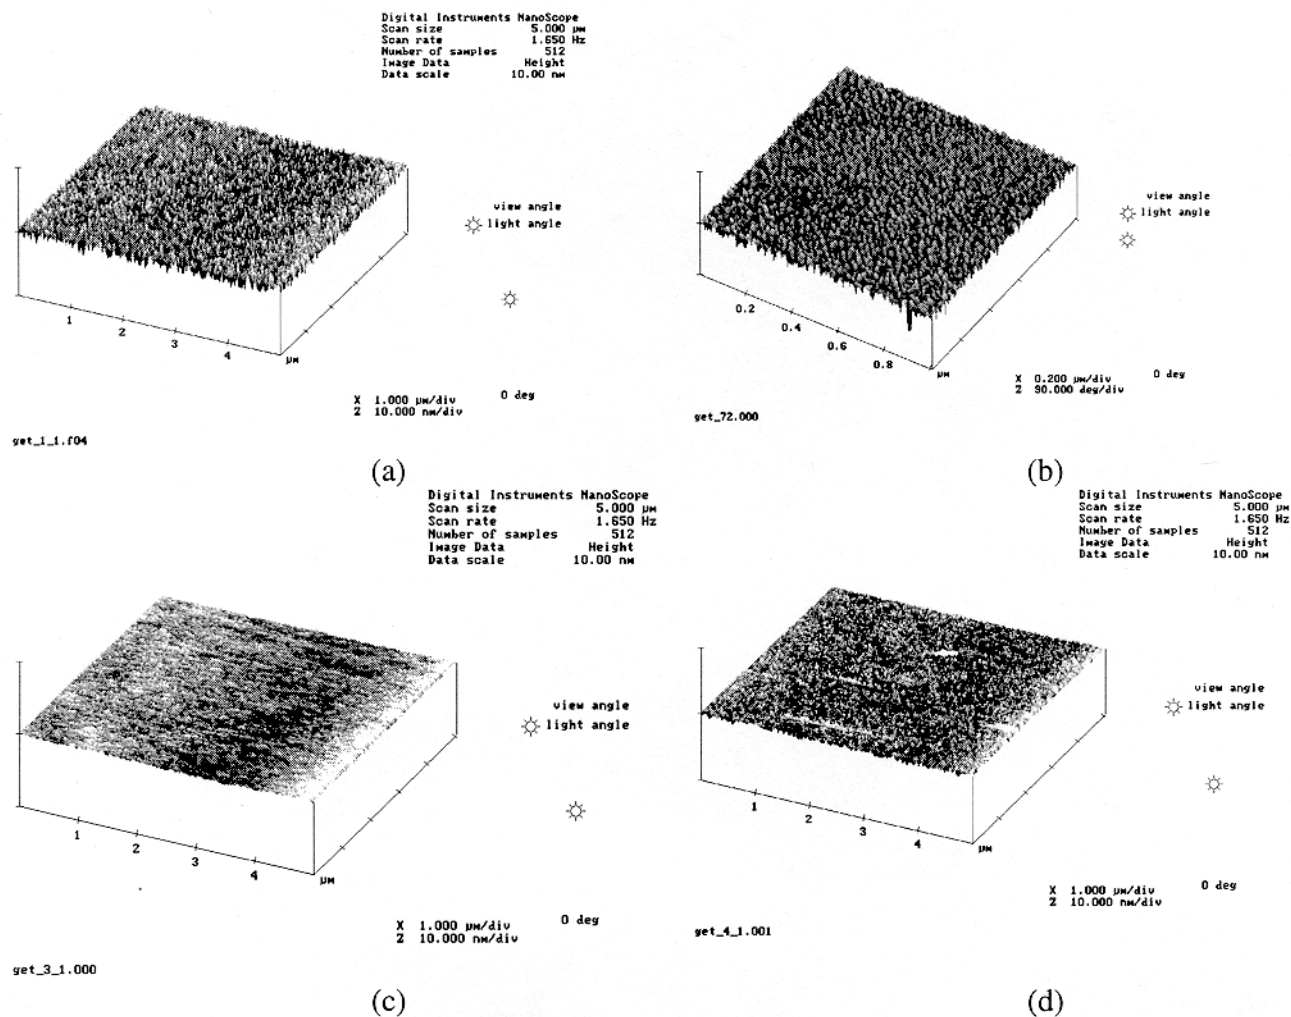 Digital Instruments NanoScope
Scan size 5.000 µm
Scan rate 1.650 Hz
Number of samples 512
Image Data Height
Data scale 10.00 nm
view angle
light angle
1
2
3
4
µm
X 1.000 µm/div
Z 10.000 nm/div
0 deg
get_1_1.f04
(a)
view angle
light angle
0.2
0.4
0.6
0.8
µm
X 0.200 µm/div
Z 90.000 deg/div
0 deg
get_72.000
(b)
Digital Instruments NanoScope
Scan size 5.000 µm
Scan rate 1.650 Hz
Number of samples 512
Image Data Height
Data scale 10.00 nm
view angle
light angle
1
2
3
4
µm
X 1.000 µm/div
Z 10.000 nm/div
0 deg
get_3_1.000
(c)
Digital Instruments NanoScope
Scan size 5.000 µm
Scan rate 1.650 Hz
Number of samples 512
Image Data Height
Data scale 10.00 nm
view angle
light angle
1
2
3
4
µm
X 1.000 µm/div
Z 10.000 nm/div
0 deg
get_4_1.001
(d)